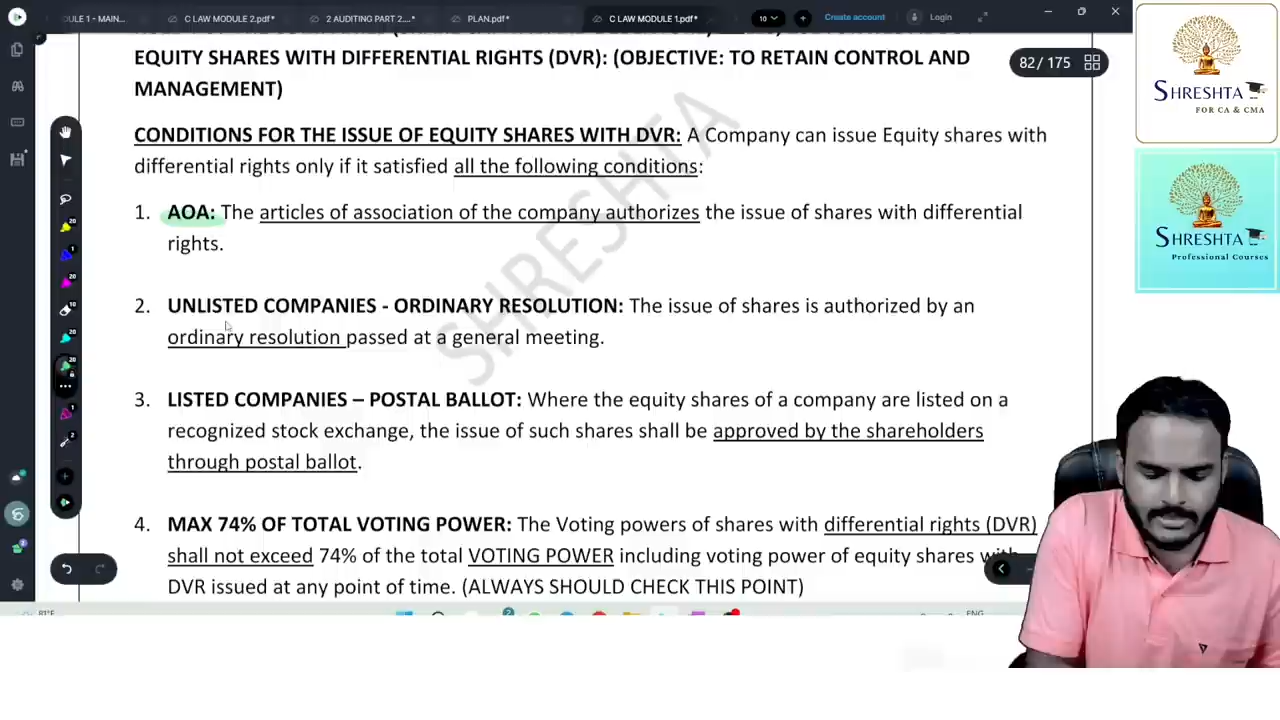 DULE 1 - MAIN...
C LAW MODULE 2.pdf*
2 AUDITING PART 2....*
PLAN.pdf*
C LAW MODULE 1.pdf*
10
Create account
Login
EQUITY SHARES WITH DIFFERENTIAL RIGHTS (DVR): (OBJECTIVE: TO RETAIN CONTROL AND
MANAGEMENT)
82 / 175
CONDITIONS FOR THE ISSUE OF EQUITY SHARES WITH DVR: A Company can issue Equity shares with
differential rights only if it satisfied all the following conditions:
1. AOA: The articles of association of the company authorizes the issue of shares with differential
rights.
2. UNLISTED COMPANIES - ORDINARY RESOLUTION: The issue of shares is authorized by an
ordinary resolution passed at a general meeting.
3. LISTED COMPANIES – POSTAL BALLOT: Where the equity shares of a company are listed on a
recognized stock exchange, the issue of such shares shall be approved by the shareholders
through postal ballot.
4. MAX 74% OF TOTAL VOTING POWER: The Voting powers of shares with differential rights (DVR)
shall not exceed 74% of the total VOTING POWER including voting power of equity shares with
DVR issued at any point of time. (ALWAYS SHOULD CHECK THIS POINT)
SHRESHTA
81°F
ENG
SHRESHTA
FOR CA & CMA
SHRESHTA
Professional Courses